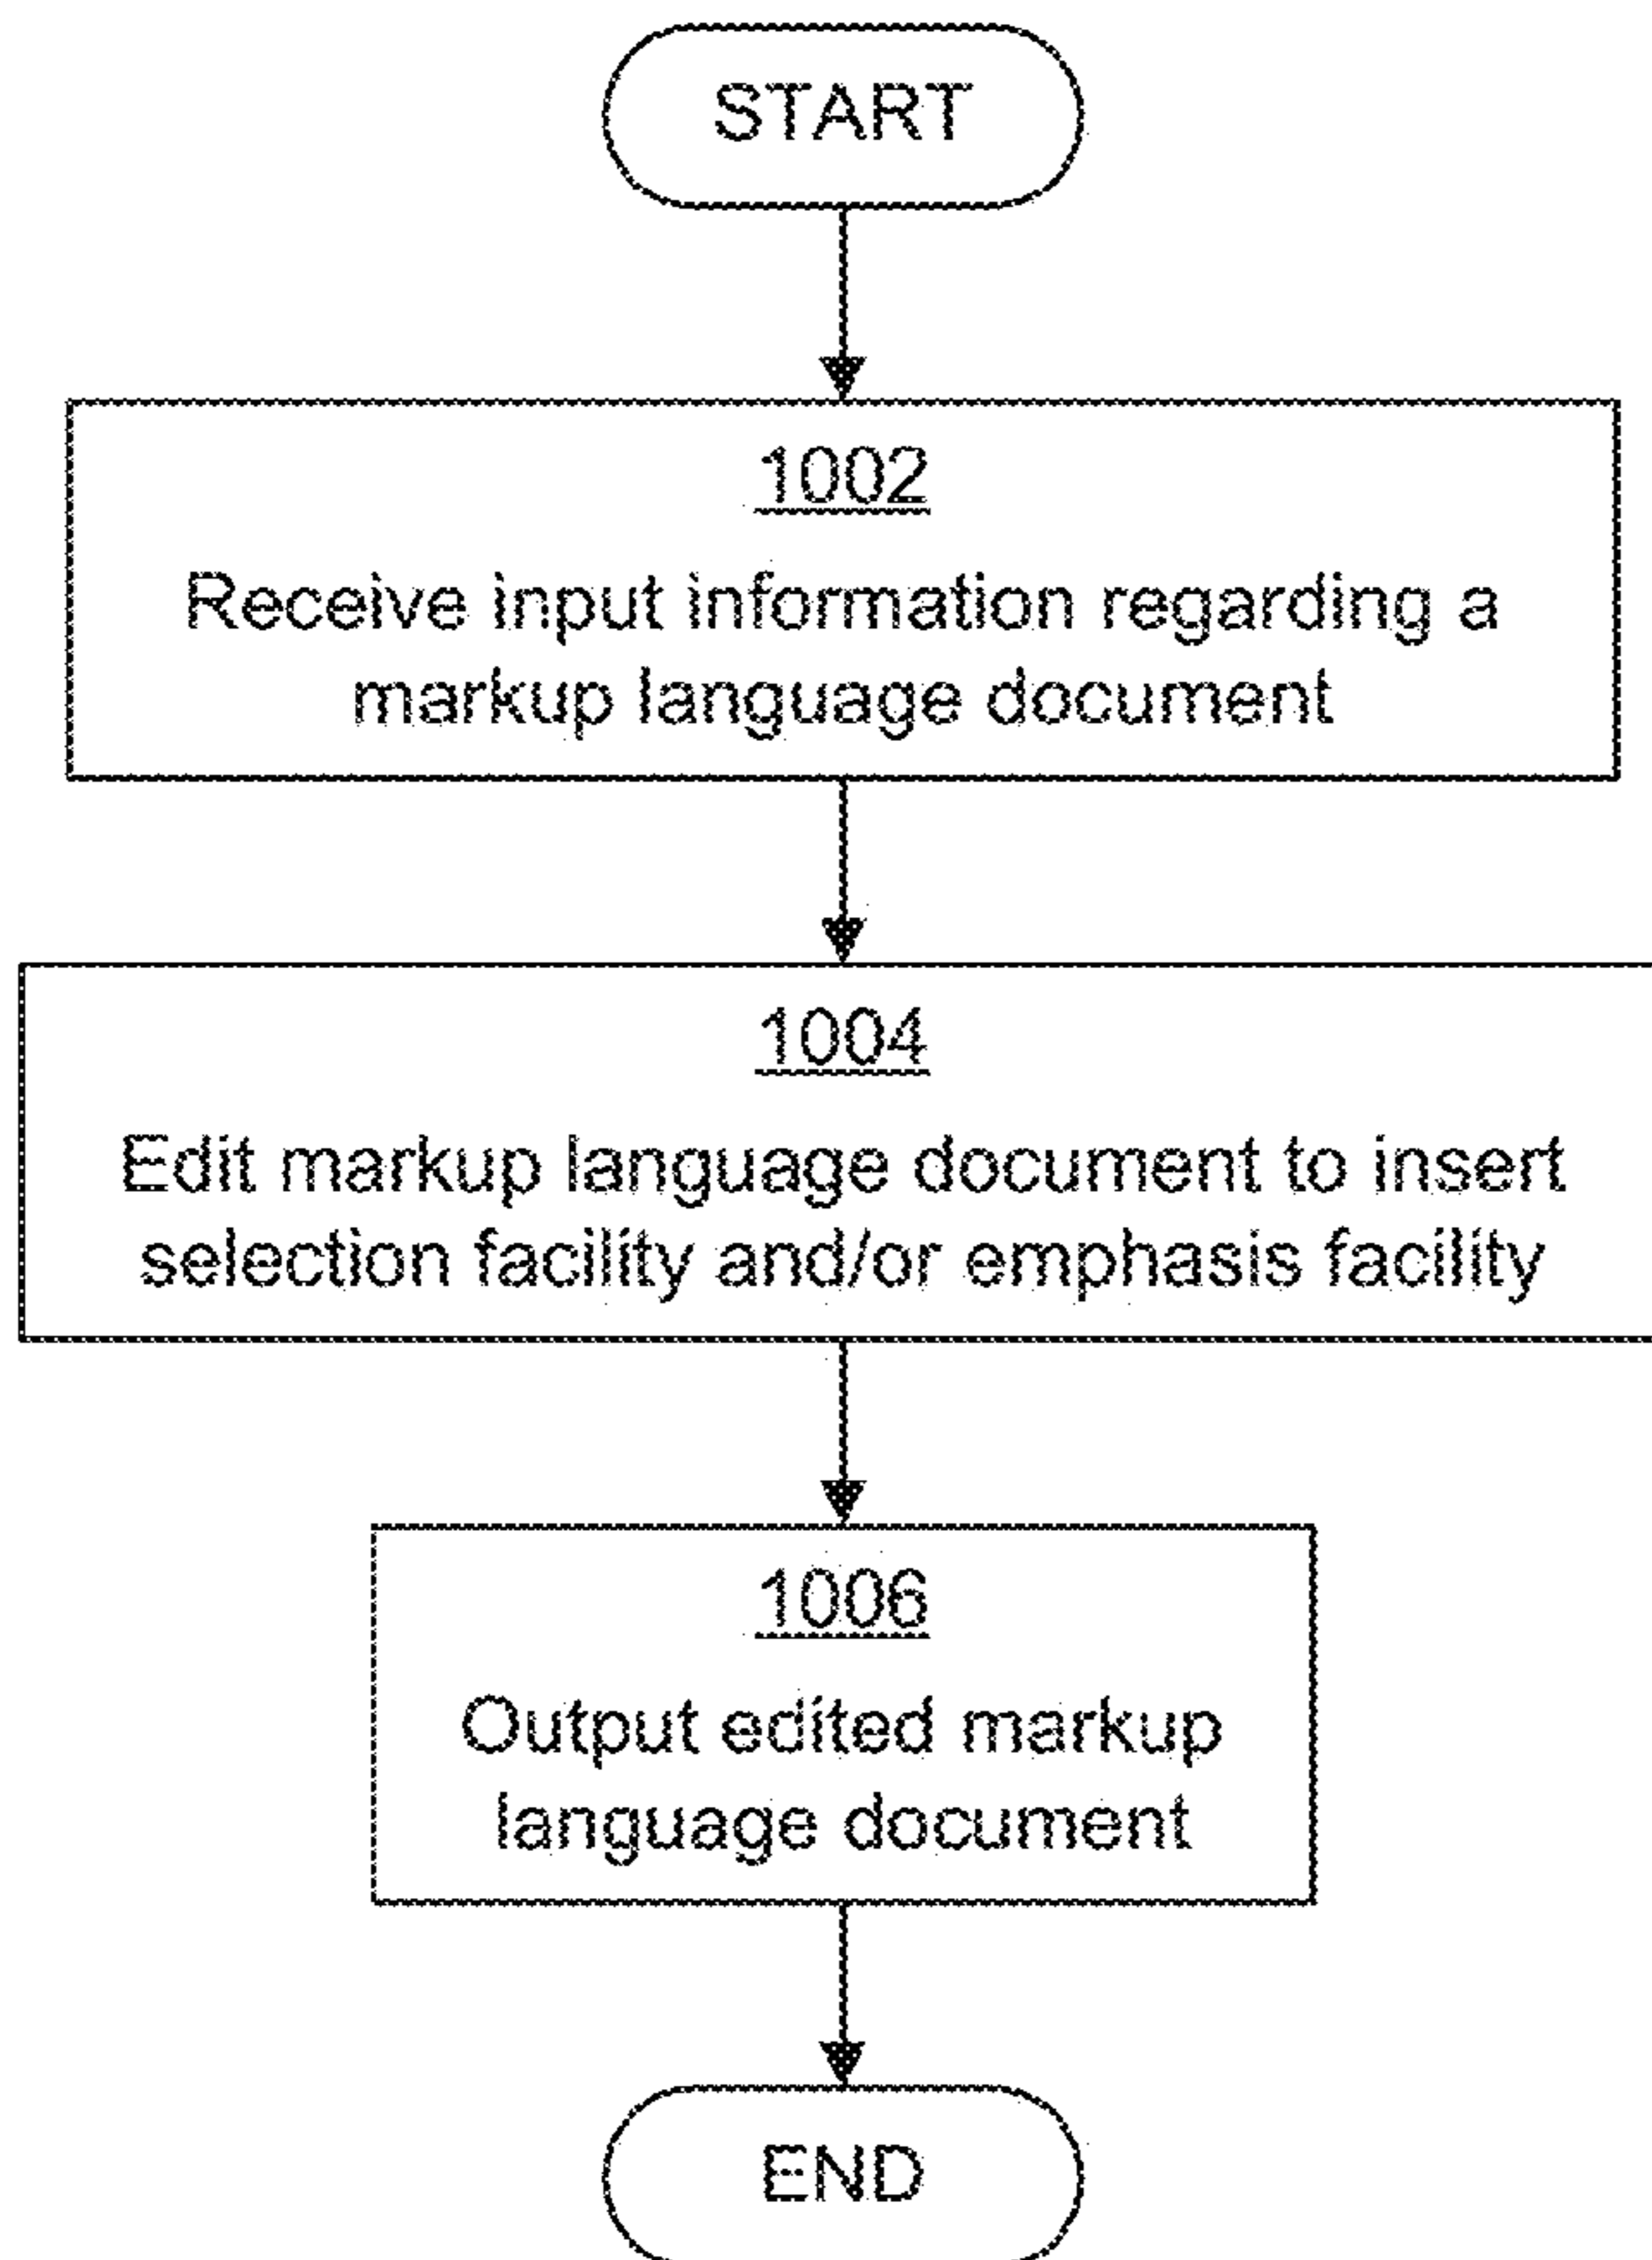 START
1002
Receive input information regarding a
markup language document
1004
Edit markup language document to insert
selection facility and/or emphasis facility
1006
Output edited markup
language document
END